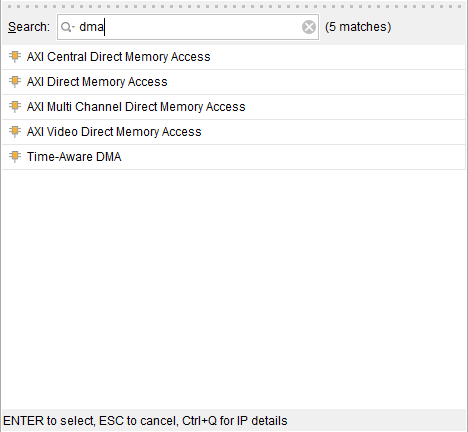 Search: dma (5 matches)
AXI Central Direct Memory Access
AXI Direct Memory Access
AXI Multi Channel Direct Memory Access
AXI Video Direct Memory Access
Time-Aware DMA
ENTER to select, ESC to cancel, Ctrl+Q for IP details